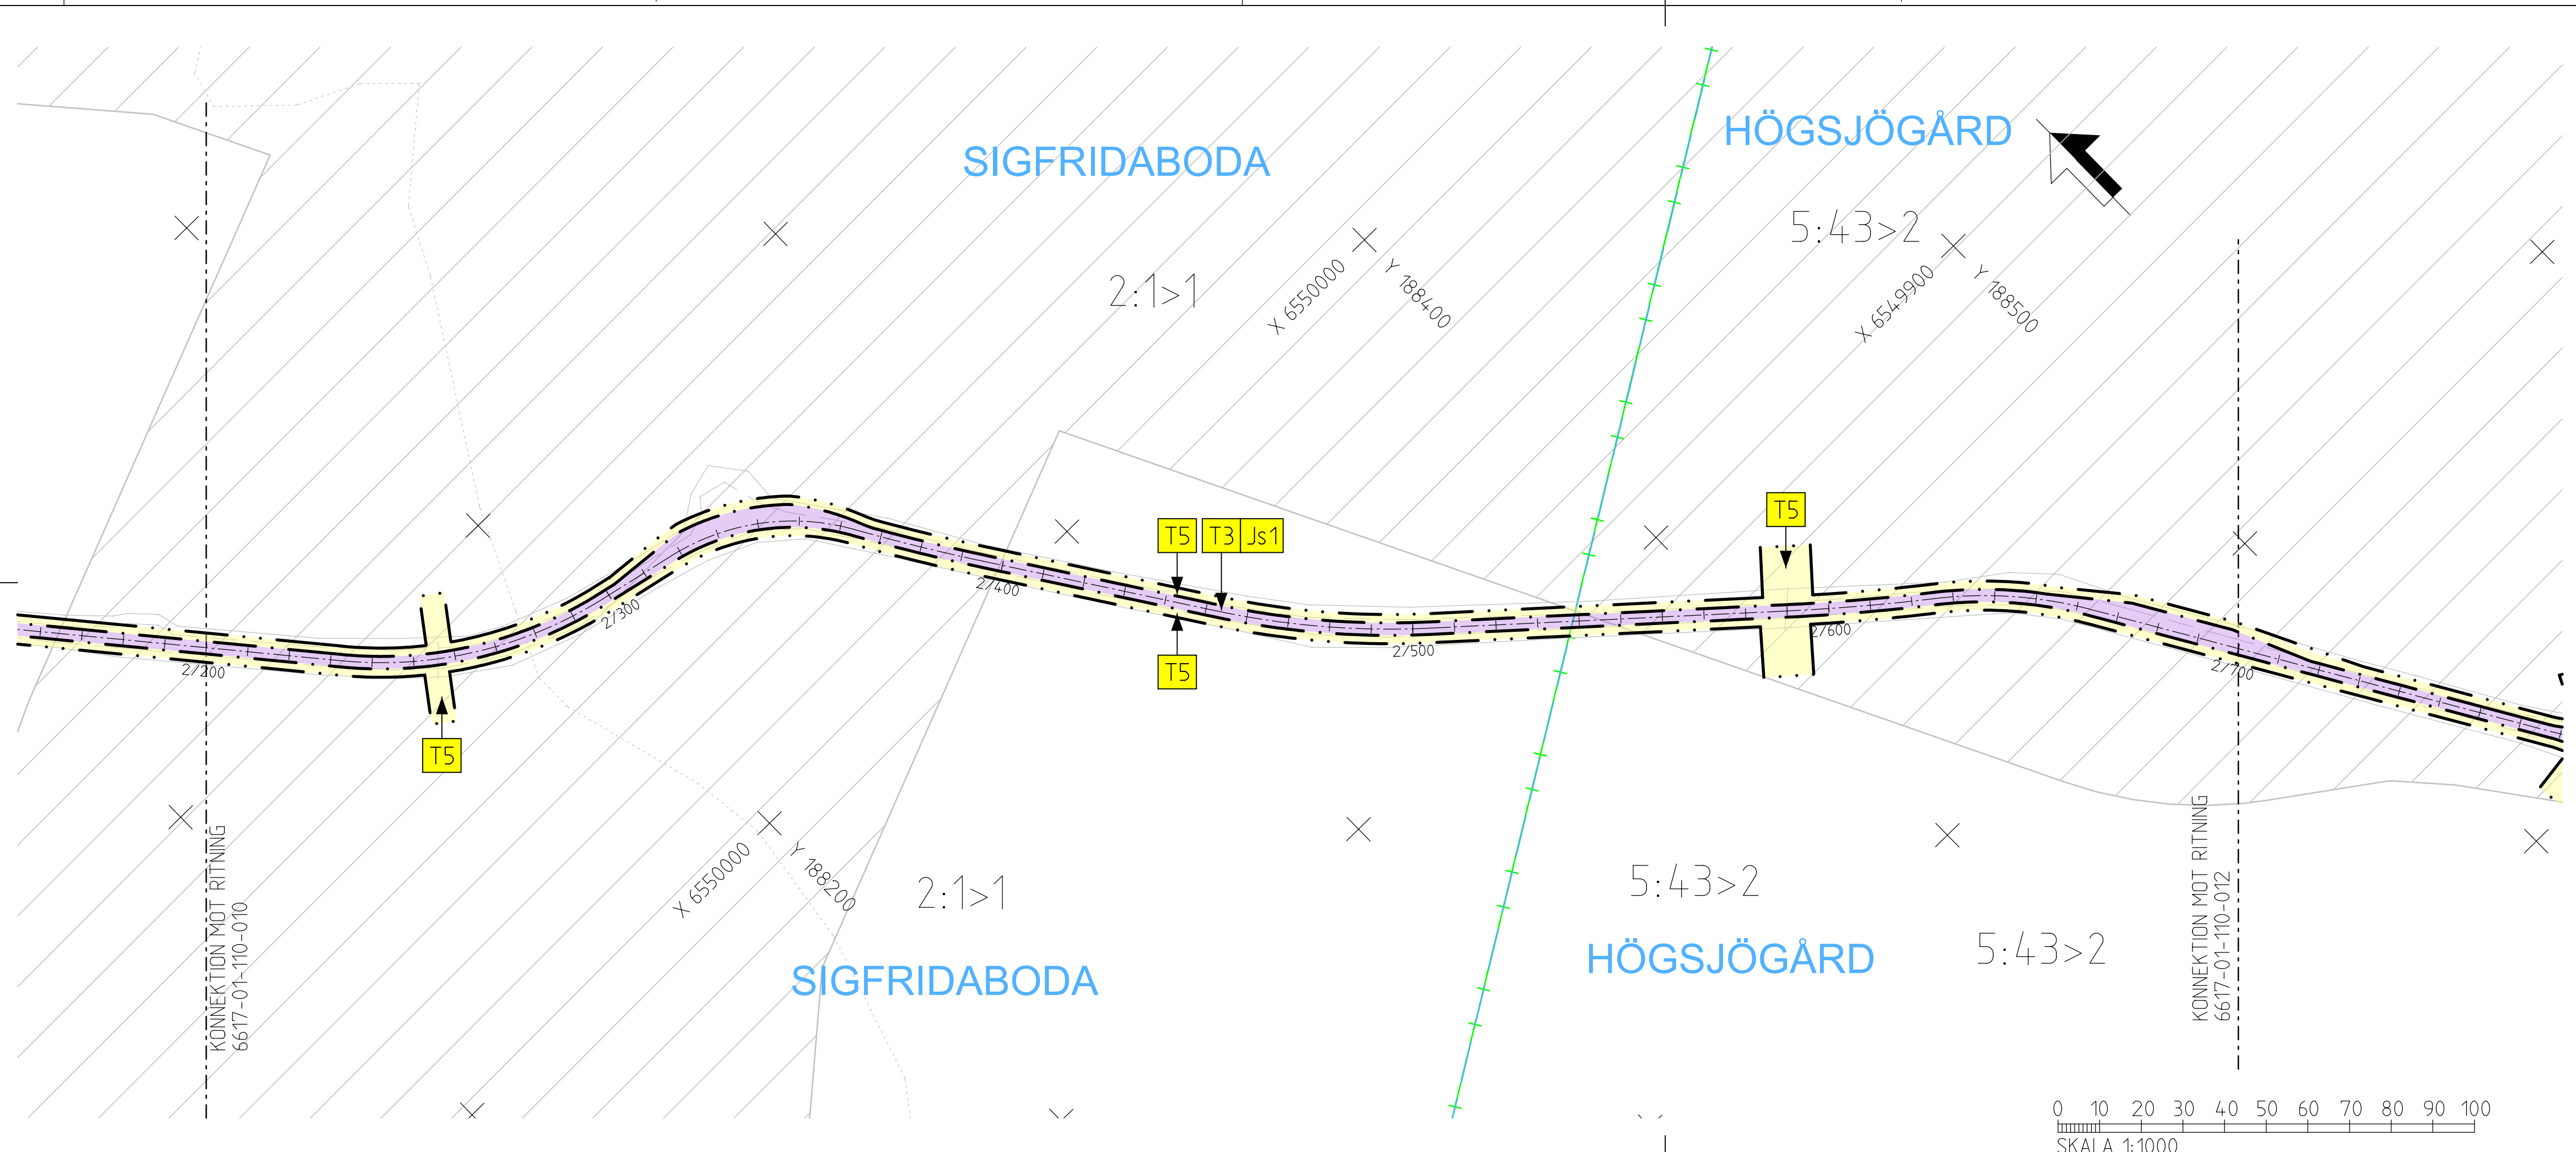 HÖGSJÖGÅRD
SIGFRIDABODA
5:43>2
2:1>1
X 6550000
Y 188400
X 6549900
Y 188500
T5
T5
T3
Js1
2/400
2/300
2/600
2/500
2/200
2/700
T5
T5
X 6550000
Y 188200
KONNEKTION MOT RITNING
6617-01-110-010
KONNEKTION MOT RITNING
6617-01-110-012
2:1>1
5:43>2
5:43>2
HÖGSJÖGÅRD
SIGFRIDABODA
0 10 20 30 40 50 60 70 80 90 100
SKALA 1:1000